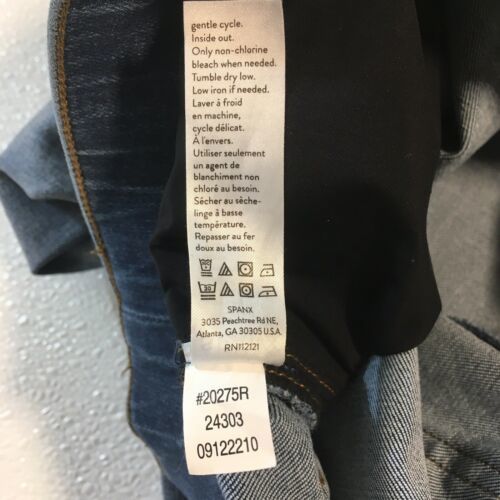 gentle cycle.
Inside out.
Only non-chlorine
bleach when needed.
Tumble dry low.
Low iron if needed.
Laver à froid
en machine,
cycle délicat.
À l'envers.
Utiliser seulement
un agent de
blanchiment non
chloré au besoin.
Sécher au sèche-
linge à basse
température.
Repasser au fer
doux au besoin.
SPANX
3035 Peachtree Rd NE,
Atlanta, GA 30305 U.S.A.
RN112121
#20275R
24303
09122210